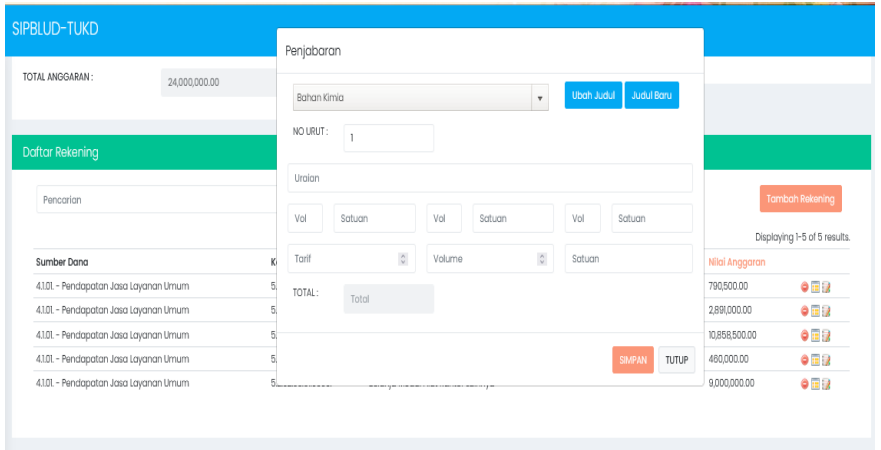 SIPBLUD-TUKD
Penjabaran
TOTAL ANGGARAN :
24,000,000.00
Bahan Kimia
Ubah Judul
Judul Baru
NO URUT :
1
Daftar Rekening
Uraian
Pencarian
Tambah Rekening
Vol
Satuan
Vol
Satuan
Vol
Satuan
Displaying 1-5 of 5 results.
Tarif
Volume
Satuan
Sumber Dana
Nilai Anggaran
TOTAL :
Total
4.1.01. - Pendapatan Jasa Layanan Umum 5. 790,500.00
4.1.01. - Pendapatan Jasa Layanan Umum 5. 2,891,000.00
4.1.01. - Pendapatan Jasa Layanan Umum 5. 10,858,500.00
SIMPAN
TUTUP
4.1.01. - Pendapatan Jasa Layanan Umum 5. 460,000.00
4.1.01. - Pendapatan Jasa Layanan Umum 9,000,000.00